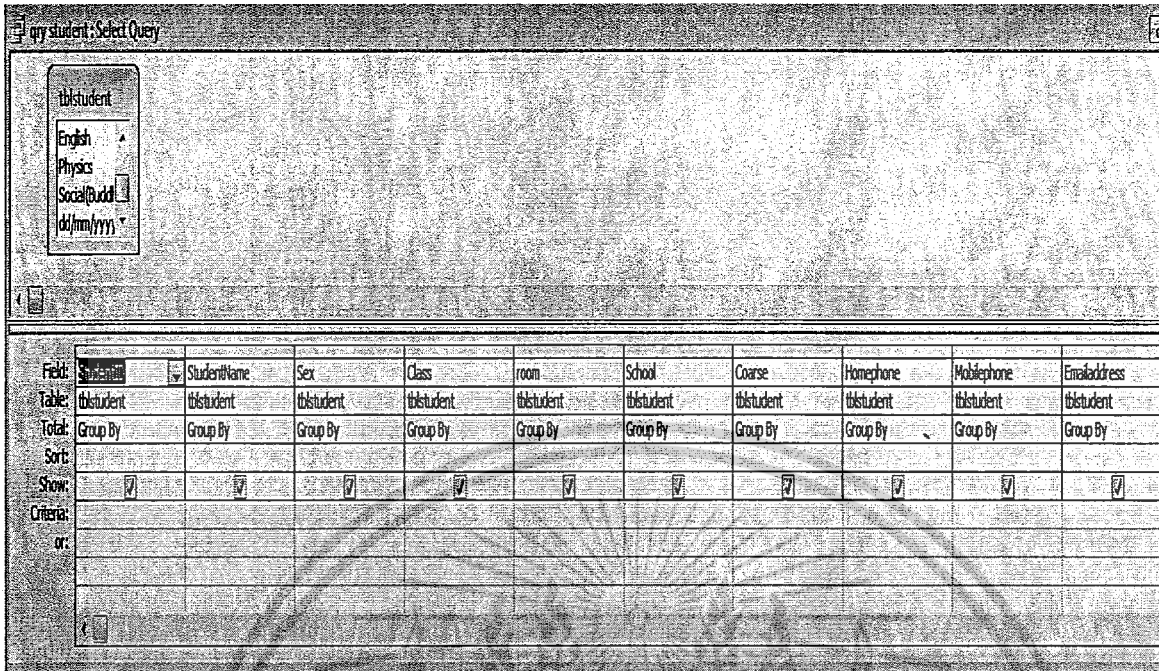 qry student : Select Query
tblstudent
English
Physics
Social(Buddl
dd/mm/yyyy
Field: StudentName Sex Class room School Coarse Homephone Mobilephone Emailaddress
Table: tblstudent tblstudent tblstudent tblstudent tblstudent tblstudent tblstudent tblstudent tblstudent tblstudent
Total: Group By Group By Group By Group By Group By Group By Group By Group By Group By Group By
Sort:
Show:
Criteria:
or: